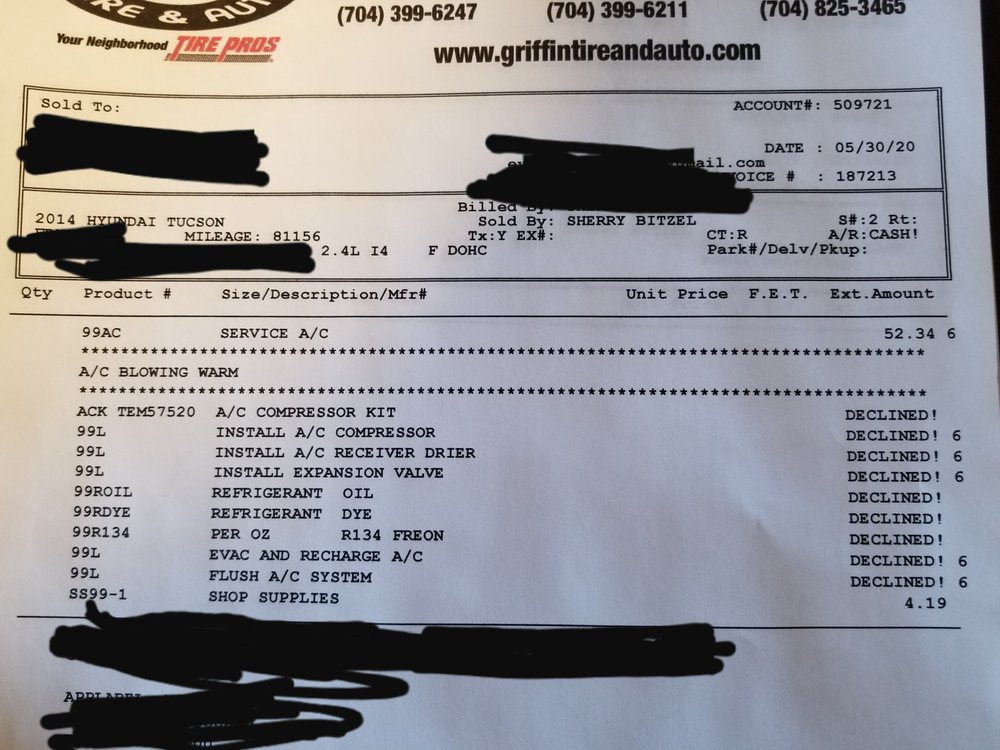 RE & AUT
(704) 399-6247 (704) 399-6211 (704) 825-3465
Your Neighborhood TIRE PROS
www.griffintireandauto.com
Sold To: ACCOUNT#: 509721
DATE : 05/30/20
mail.com
OICE # : 187213
Billed By:
2014 HYUNDAI TUCSON Sold By: SHERRY BITZEL S#:2 Rt:
MILEAGE: 81156 Tx:Y EX#: CT:R A/R:CASH!
2.4L I4 F DOHC Park#/Delv/Pkup:
Qty Product # Size/Description/Mfr# Unit Price F.E.T. Ext.Amount
99AC SERVICE A/C 52.34 6
*************************************************************************************
A/C BLOWING WARM
*************************************************************************************
ACK TEM57520 A/C COMPRESSOR KIT DECLINED!
99L INSTALL A/C COMPRESSOR DECLINED! 6
99L INSTALL A/C RECEIVER DRIER DECLINED! 6
99L INSTALL EXPANSION VALVE DECLINED! 6
99ROIL REFRIGERANT OIL DECLINED!
99RDYE REFRIGERANT DYE DECLINED!
99R134 PER OZ R134 FREON DECLINED!
99L EVAC AND RECHARGE A/C DECLINED! 6
99L FLUSH A/C SYSTEM DECLINED! 6
SS99-1 SHOP SUPPLIES 4.19